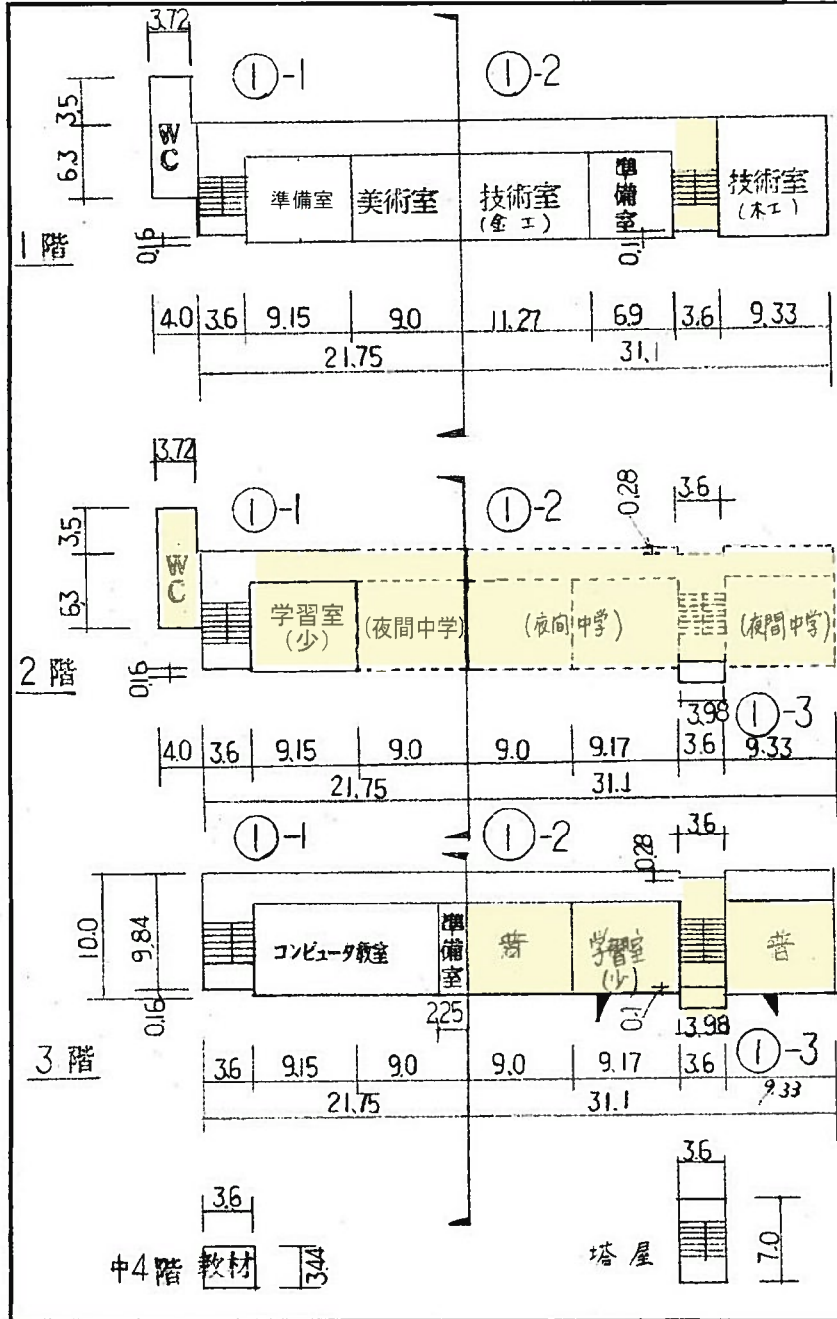 3.72
①-1 ①-2
3.5
6.3
WC
準備室 美術室 技術室 準備室 技術室
(金工) (木工)
1階
0.16 0.1
4.0 3.6 9.15 9.0 11.27 6.9 3.6 9.33
21.75 31.1
3.72
①-1 ①-2 0.28 3.6
3.5
6.3
WC
学習室 (夜間中学) (夜間中学) (夜間中学)
(少)
2階
0.16
3.98 ①-3
4.0 3.6 9.15 9.0 9.0 9.17 3.6 9.33
21.75 31.1
①-1 ①-2 0.28 3.6
10.0 9.84
コンピュータ教室 準備室 普 学習室 普
(少)
0.16 2.25 0.1 3.98 ①-3
3階
3.6 9.15 9.0 9.0 9.17 3.6 9.33
21.75 31.1
3.6 3.6
中4階 教材 3.44 塔屋 7.0